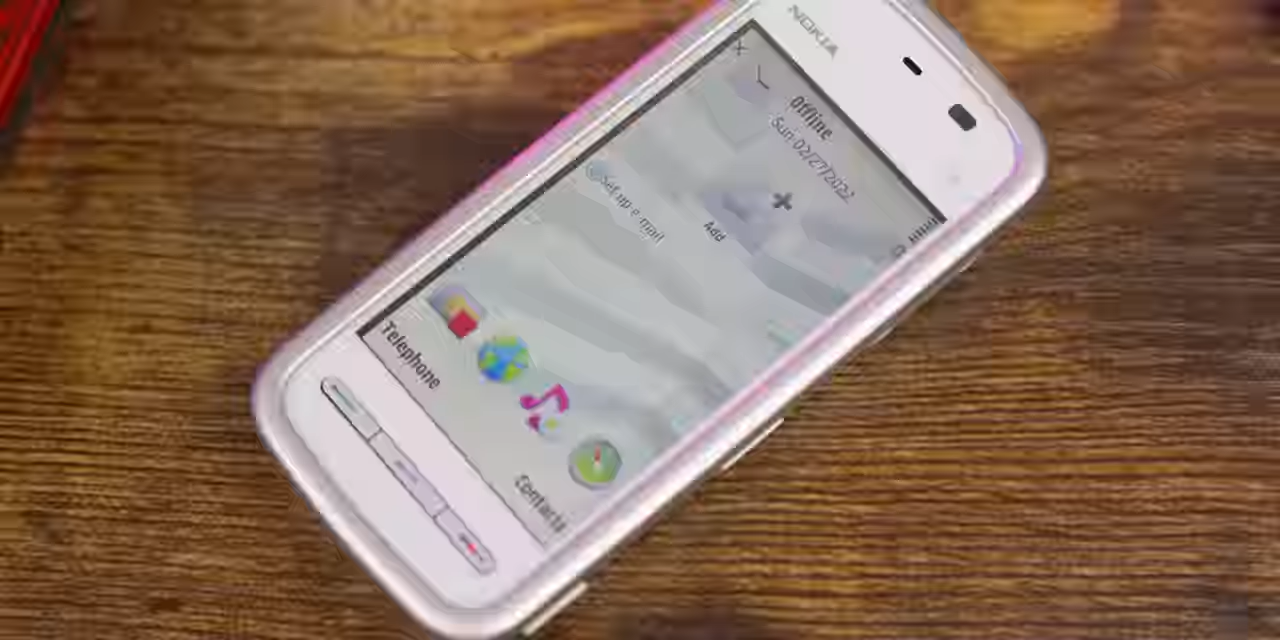 NOKIA
Offline
Sun 02/27/2022
Add
Set up e-mail
Telephone
Contacts